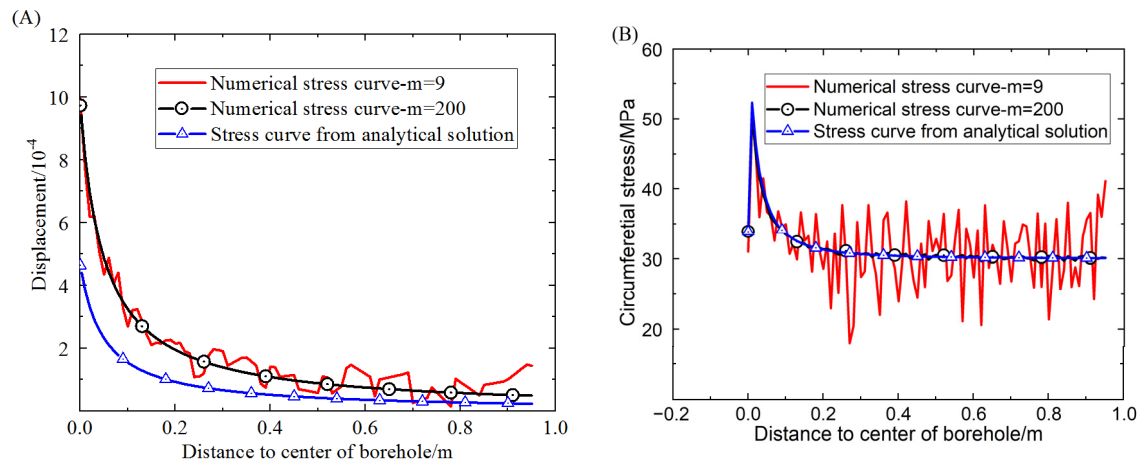 (A)
12
10
8
6
4
2
Displacement/10-4
Numerical stress curve-m=9
Numerical stress curve-m=200
Stress curve from analytical solution
0.0 0.2 0.4 0.6 0.8 1.0
Distance to center of borehole/m
(B)
60
50
40
30
20
Circumferetial stress/MPa
Numerical stress curve-m=9
Numerical stress curve-m=200
Stress curve from analytical solution
−0.2 0.0 0.2 0.4 0.6 0.8 1.0
Distance to center of borehole/m